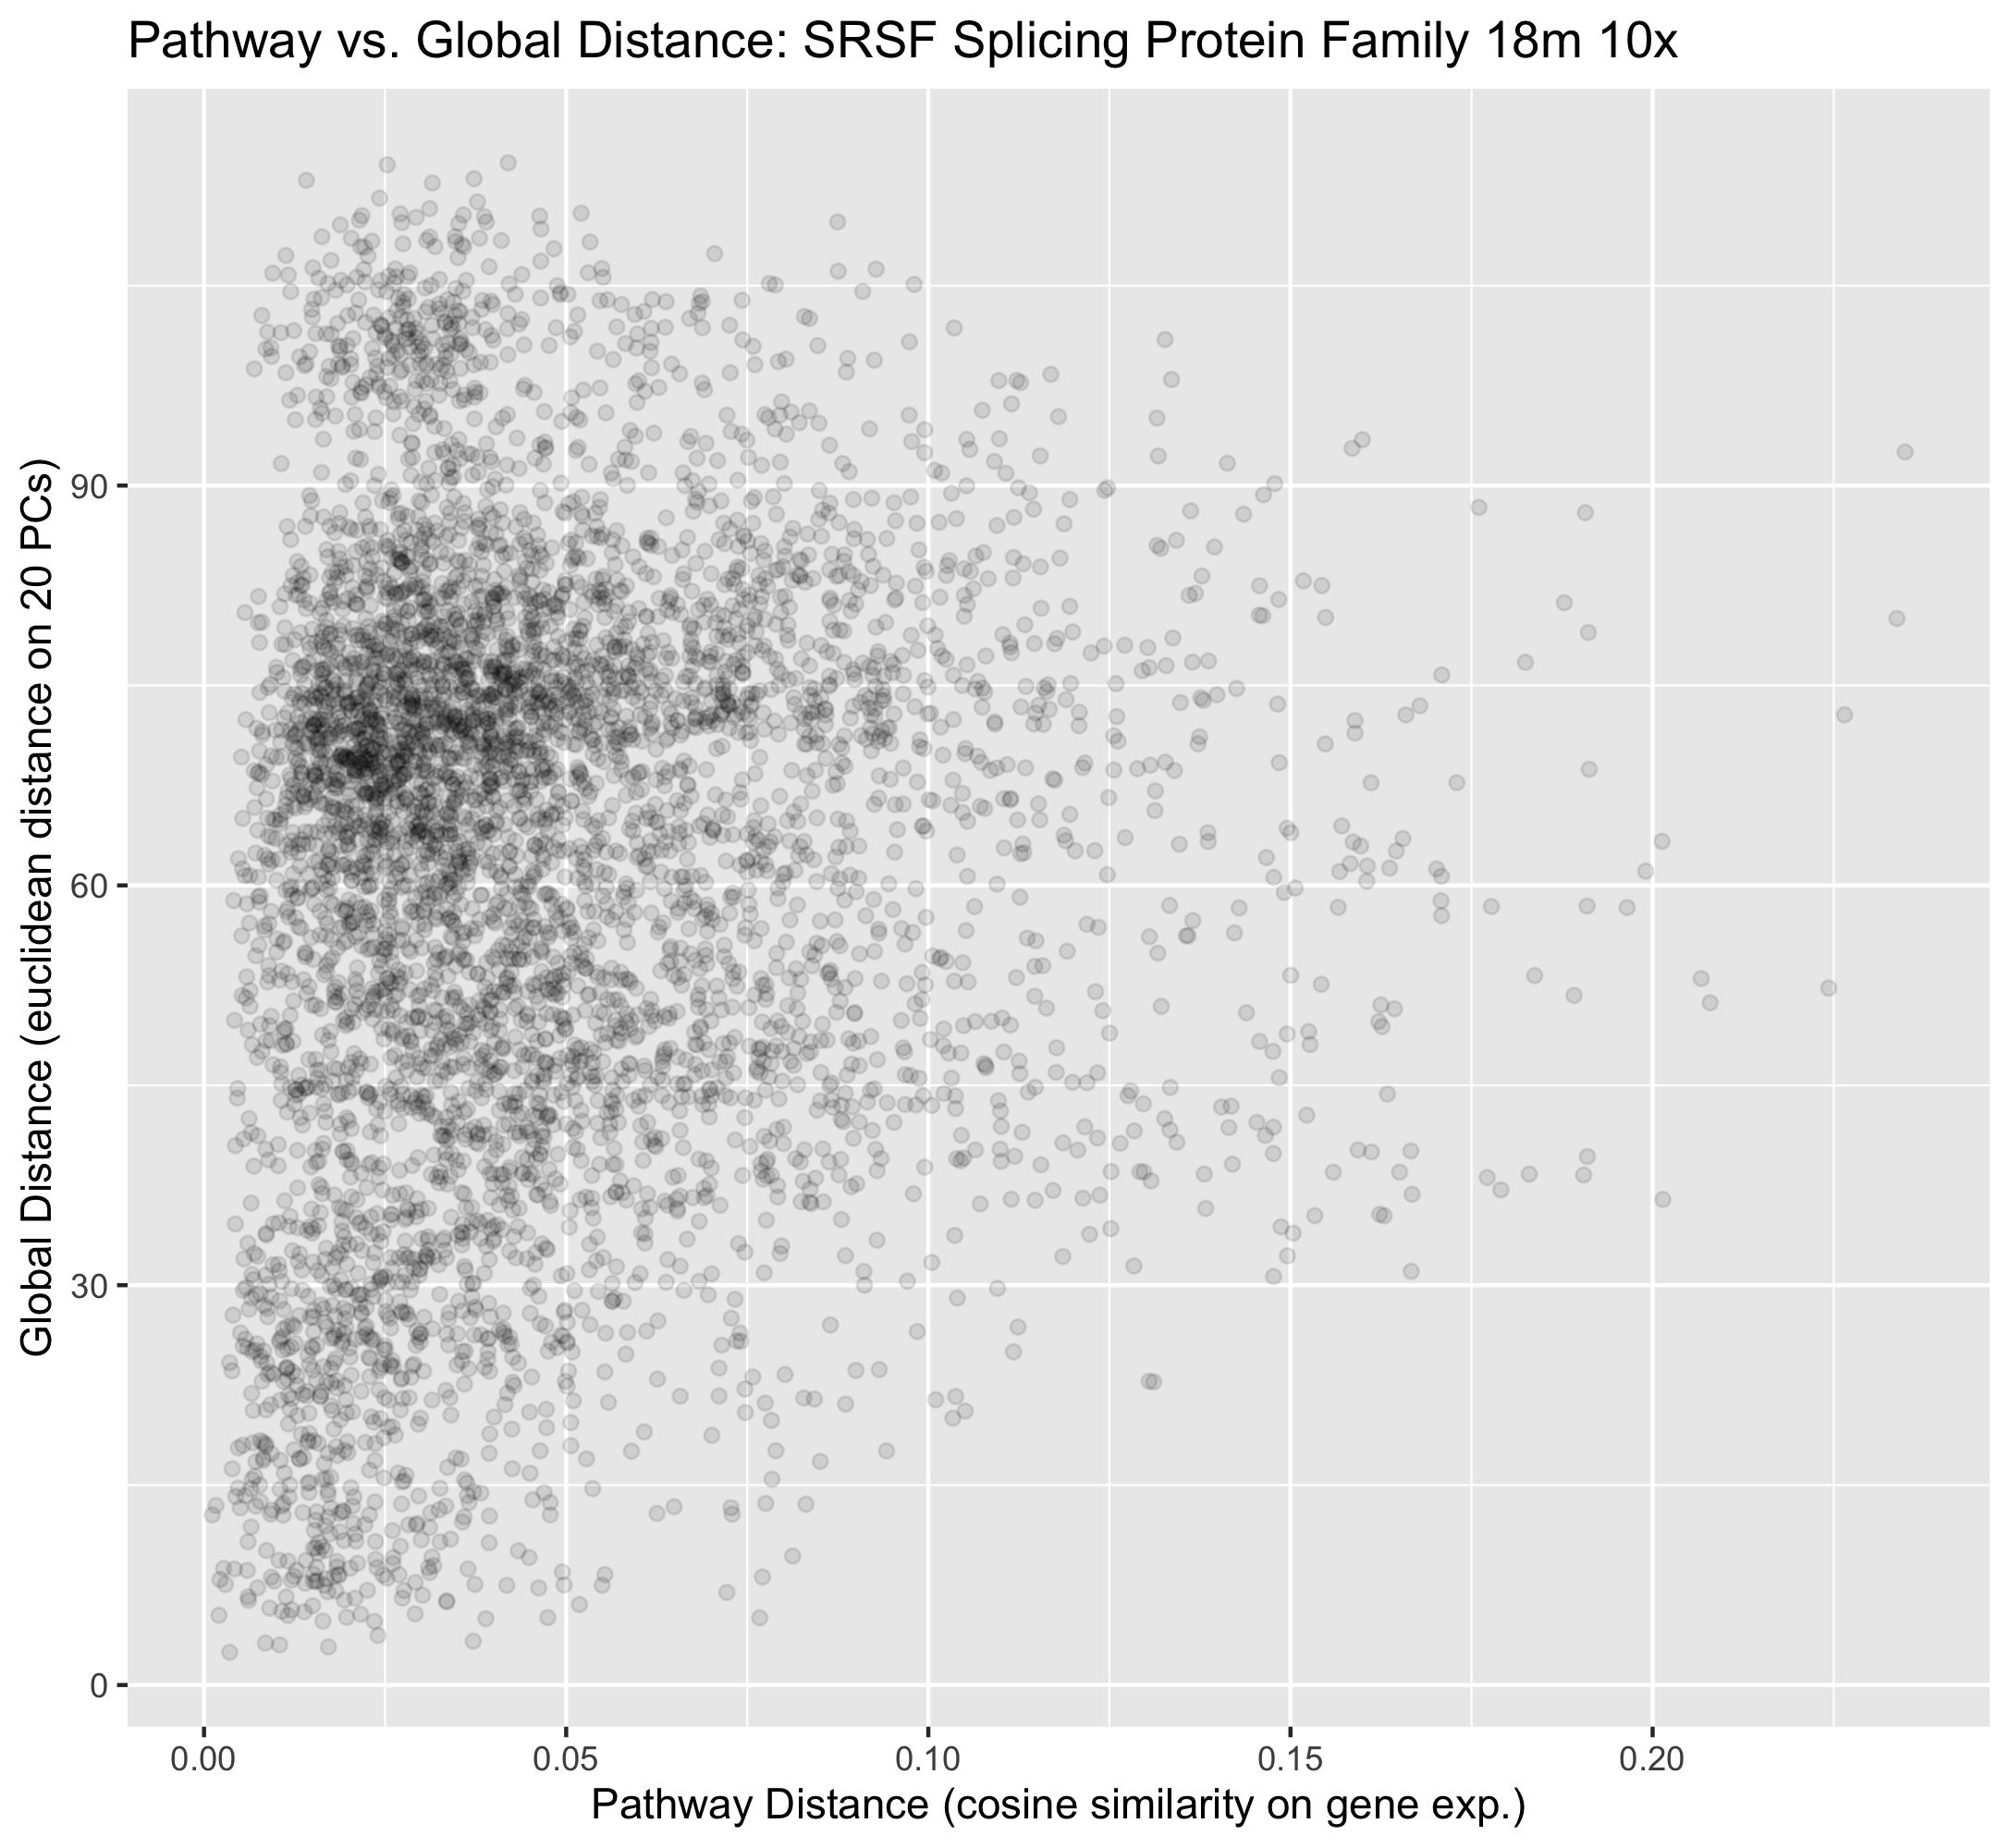 Pathway vs. Global Distance: SRSF Splicing Protein Family 18m 10x
Global Distance (euclidean distance on 20 PCs)
90
60
30
0
0.00 0.05 0.10 0.15 0.20
Pathway Distance (cosine similarity on gene exp.)